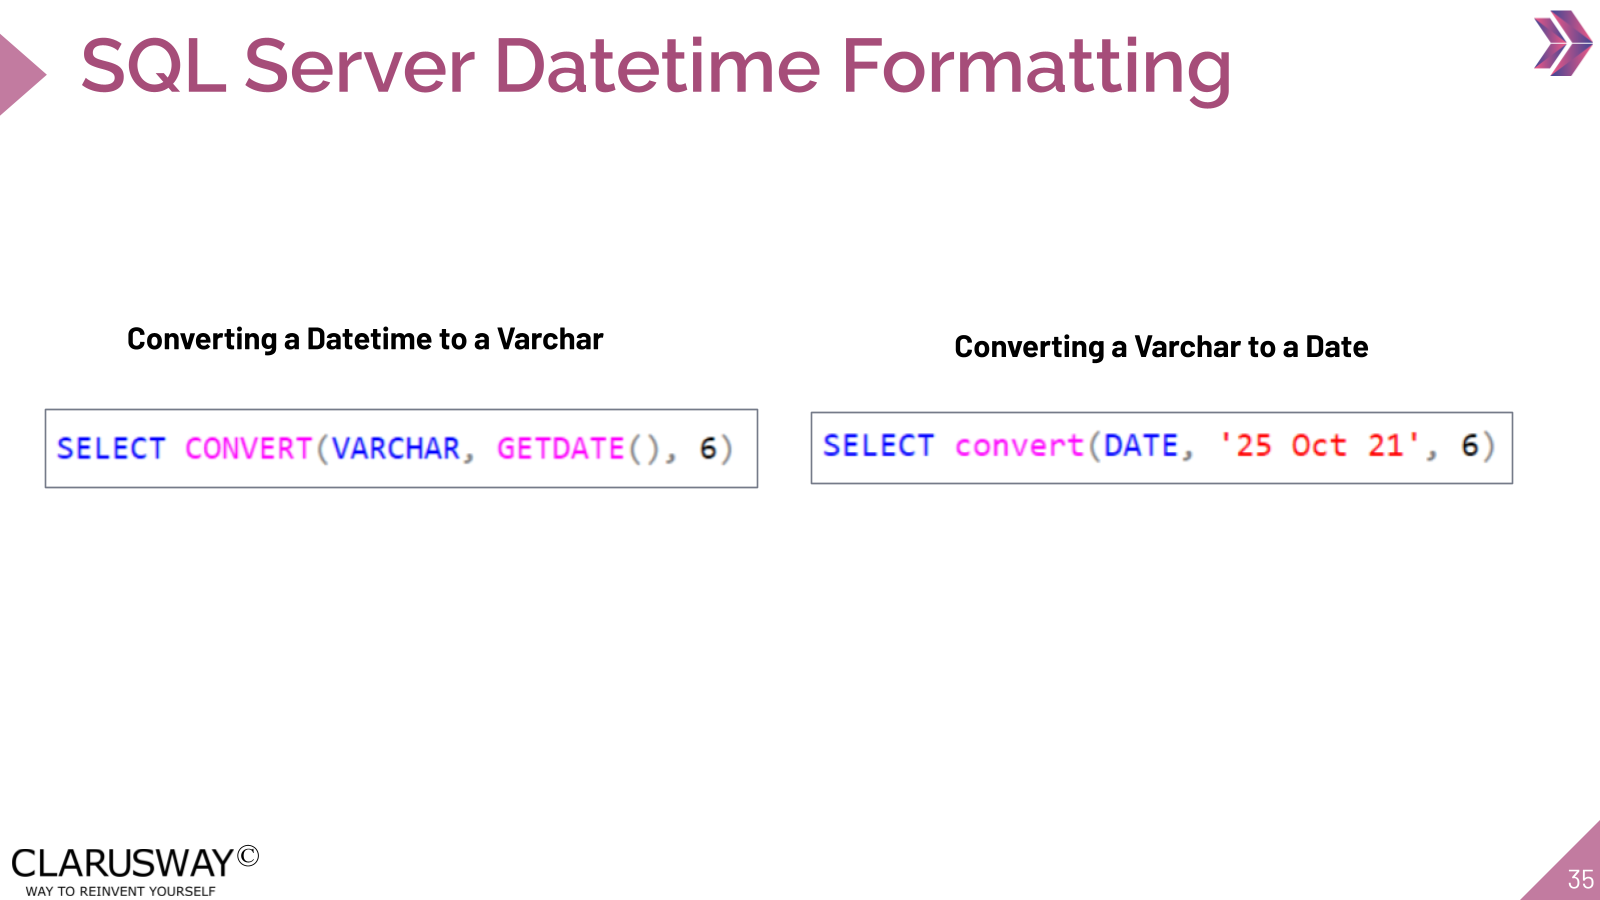 SQL Server Datetime Formatting
Converting a Datetime to a Varchar
SELECT CONVERT(VARCHAR, GETDATE(), 6)
Converting a Varchar to a Date
SELECT convert(DATE, '25 Oct 21', 6)
CLARUSWAY©
WAY TO REINVENT YOURSELF
35